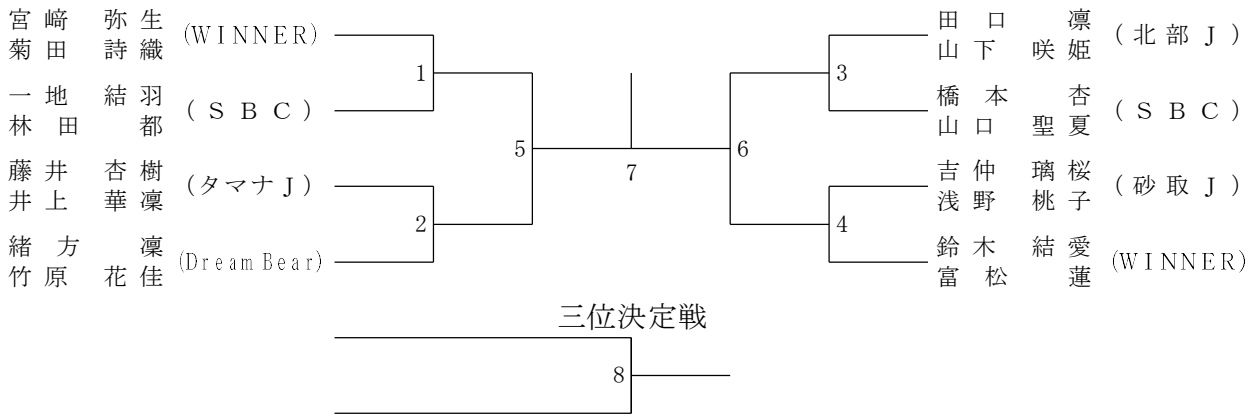 宮﨑 弥生
菊田 詩織 (WINNER)
一地 結羽
林田 都 (SBC)
藤井 杏樹
井上 華凜 (タマナJ)
緒方 凜
竹原 花佳 (Dream Bear)
1
2
5
7
6
3
4
田口 凛 
山下 咲姫 (北部J)
橋本 杏
山口 聖夏 (SBC)
吉仲 璃桜
浅野 桃子 (砂取J)
鈴木 結愛
富松 蓮 (WINNER)
三位決定戦
8